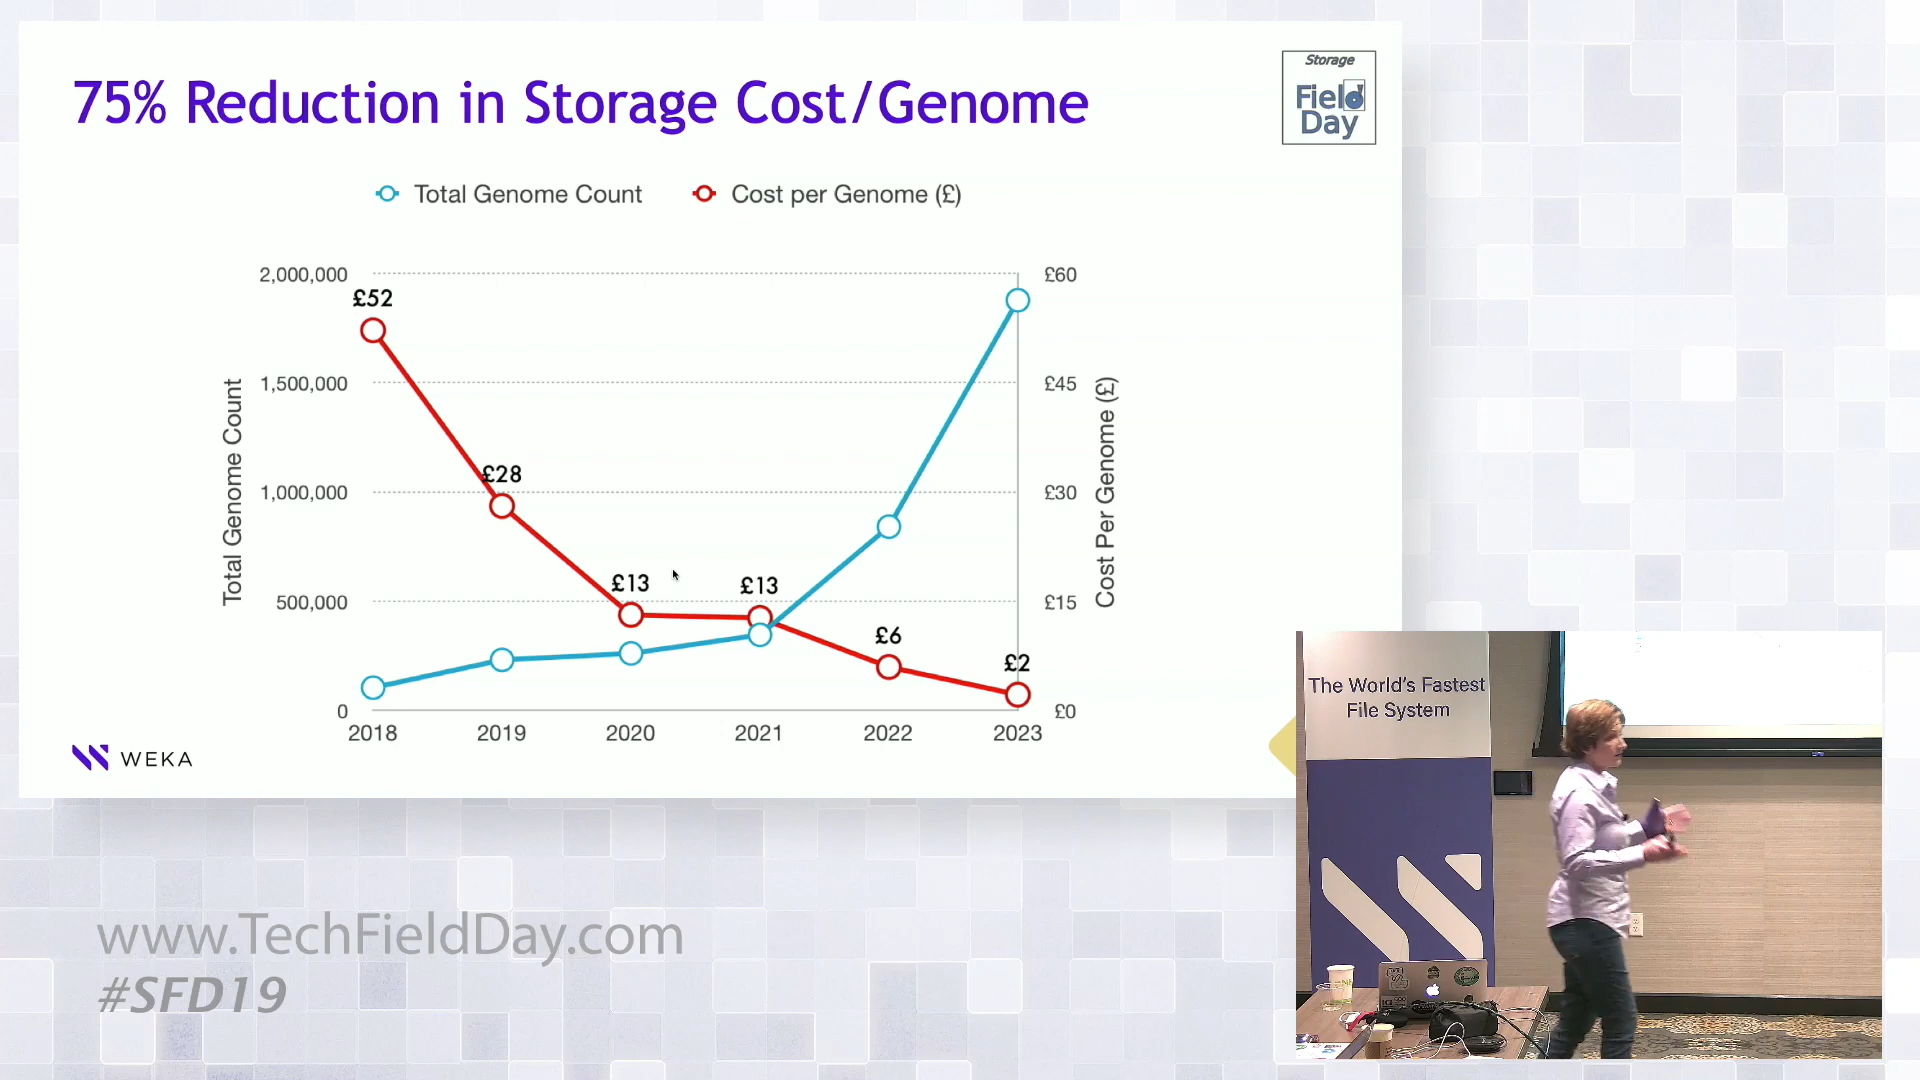 75% Reduction in Storage Cost/Genome
Storage
Field
Day
Total Genome Count
Cost per Genome (£)
2,000,000
1,500,000
1,000,000
500,000
0
Total Genome Count
£52
£28
£13
£13
£6
£2
£60
£45
£30
£15
£0
Cost Per Genome (£)
2018
2019
2020
2021
2022
2023
WEKA
The World's Fastest
File System
www.TechFieldDay.com
#SFD19